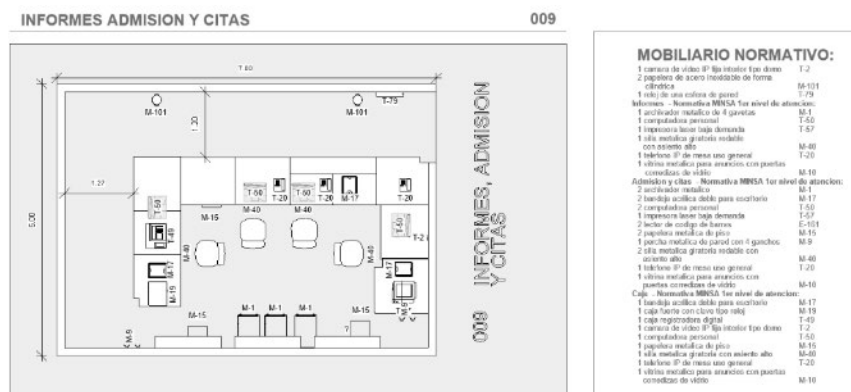 INFORMES ADMISION Y CITAS
009
7.60
M-101
M-101
T-79
1.20
1.27
5.00
T-50
T-50
T-20
T-50
T-20
M-17
T-20
T-50
M-15
M-40
M-40
T-50
T-49
M-40
M-40
T-2
M-17
M-19
M-17
M-15
M-1
M-1
M-1
M-15
M-9
009 INFORMES, ADMISION
Y CITAS
MOBILIARIO NORMATIVO:
1 camara de video IP fija interior tipo domo T-2
2 papelera de acero inoxidable de forma
cilindrica M-101
1 reloj de una esfera de pared T-79
Informes - Normativa MINSA 1er nivel de atencion:
1 archivador metalico de 4 gavetas M-1
1 computadora personal T-50
1 impresora laser baja demanda T-57
1 silla metalica giratoria rodable
con asiento alto M-40
1 telefono IP de mesa uso general T-20
1 vitrina metalica para anuncios con puertas
corredizas de vidrio M-10
Admision y citas - Normativa MINSA 1er nivel de atencion:
2 archivador metalico M-1
2 bandeja acrilica doble para escritorio M-17
2 computadora personal T-50
1 impresora laser baja demanda T-57
2 lector de codigo de barras E-161
2 papelera metalica de piso M-15
1 percha metalica de pared con 4 ganchos M-9
2 silla metalica giratoria rodable con
asiento alto M-40
1 telefono IP de mesa uso general T-20
1 vitrina metalica para anuncios con
puertas corredizas de vidrio M-10
Caja - Normativa MINSA 1er nivel de atencion:
1 bandeja acrilica doble para escritorio M-17
1 caja fuerte con clave tipo reloj M-19
1 caja registradora digital T-49
1 camara de video IP fija interior tipo domo T-2
1 computadora personal T-50
1 papelera metalica de piso M-15
1 silla metalica giratoria con asiento alto M-40
1 telefono IP de mesa uso general T-20
1 vitrina metalica para anuncios con puertas
corredizas de vidrio M-10